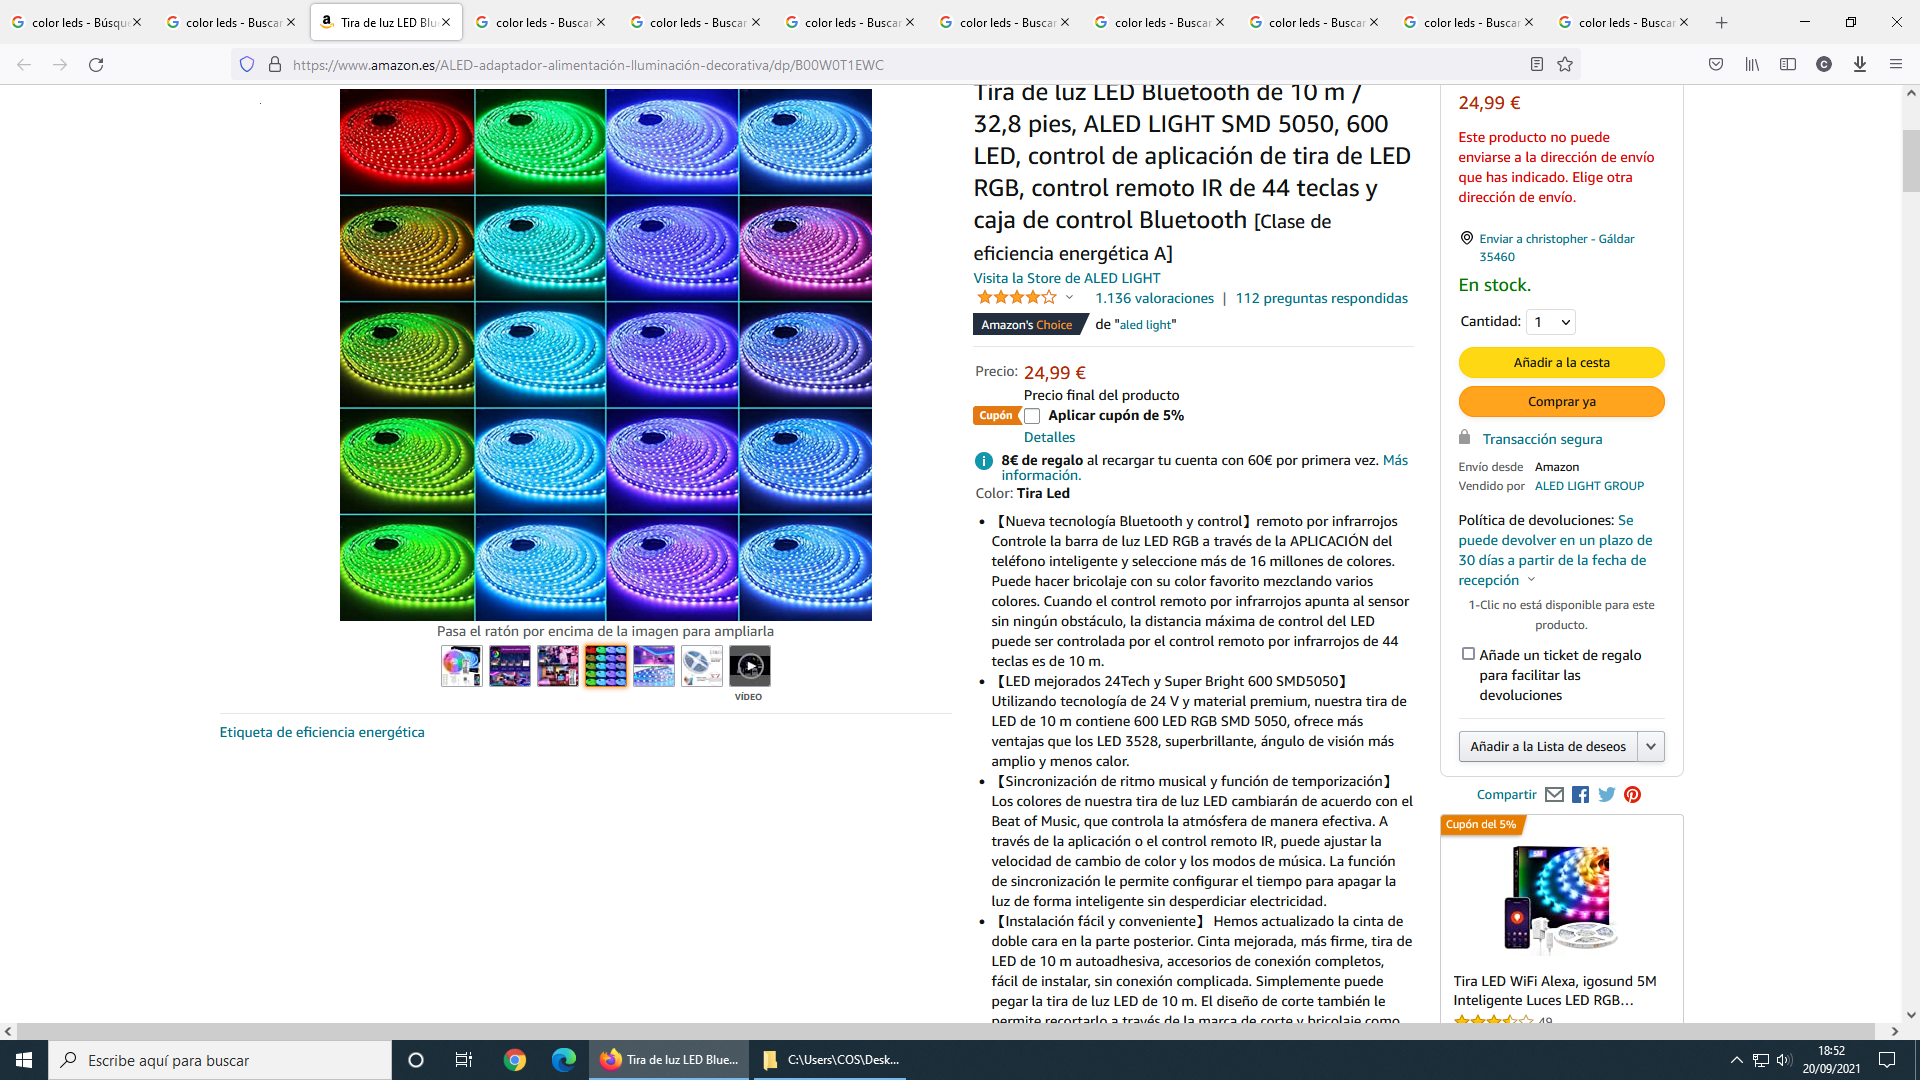 color leds - Búsqu
color leds - Buscar
Tira de luz LED Blu
color leds - Buscar
color leds - Buscar
color leds - Buscar
color leds - Buscar
color leds - Buscar
color leds - Buscar
color leds - Buscar
color leds - Buscar
https://www.amazon.es/ALED-adaptador-alimentación-Iluminación-decorativa/dp/B00W0T1EWC
Pasa el ratón por encima de la imagen para ampliarla
VÍDEO
Etiqueta de eficiencia energética
Tira de luz LED Bluetooth de 10 m /
32,8 pies, ALED LIGHT SMD 5050, 600
LED, control de aplicación de tira de LED
RGB, control remoto IR de 44 teclas y
caja de control Bluetooth [Clase de
eficiencia energética A]
Visita la Store de ALED LIGHT
1.136 valoraciones | 112 preguntas respondidas
Amazon's Choice de "aled light"
Precio: 24,99 €
Precio final del producto
Cupón Aplicar cupón de 5%
Detalles
8€ de regalo al recargar tu cuenta con 60€ por primera vez. Más
información.
Color: Tira Led
• 【Nueva tecnología Bluetooth y control】remoto por infrarrojos
Controle la barra de luz LED RGB a través de la APLICACIÓN del
teléfono inteligente y seleccione más de 16 millones de colores.
Puede hacer bricolaje con su color favorito mezclando varios
colores. Cuando el control remoto por infrarrojos apunta al sensor
sin ningún obstáculo, la distancia máxima de control del LED
puede ser controlada por el control remoto por infrarrojos de 44
teclas es de 10 m.
• 【LED mejorados 24Tech y Super Bright 600 SMD5050】
Utilizando tecnología de 24 V y material premium, nuestra tira de
LED de 10 m contiene 600 LED RGB SMD 5050, ofrece más
ventajas que los LED 3528, superbrillante, ángulo de visión más
amplio y menos calor.
• 【Sincronización de ritmo musical y función de temporización】
Los colores de nuestra tira de luz LED cambiarán de acuerdo con el
Beat of Music, que controla la atmósfera de manera efectiva. A
través de la aplicación o el control remoto IR, puede ajustar la
velocidad de cambio de color y los modos de música. La función
de sincronización le permite configurar el tiempo para apagar la
luz de forma inteligente sin desperdiciar electricidad.
• 【Instalación fácil y conveniente】 Hemos actualizado la cinta de
doble cara en la parte posterior. Cinta mejorada, más firme, tira de
LED de 10 m autoadhesiva, accesorios de conexión completos,
fácil de instalar, sin conexión complicada. Simplemente puede
pegar la tira de luz LED de 10 m. El diseño de corte también le
permite recortarlo a través de la marca de corte y bricolaje como
24,99 €
Este producto no puede
enviarse a la dirección de envío
que has indicado. Elige otra
dirección de envío.
Enviar a christopher - Gáldar
35460
En stock.
Cantidad: 1
Añadir a la cesta
Comprar ya
Transacción segura
Envío desde Amazon
Vendido por ALED LIGHT GROUP
Política de devoluciones: Se
puede devolver en un plazo de
30 días a partir de la fecha de
recepción
1-Clic no está disponible para este
producto.
Añade un ticket de regalo
para facilitar las
devoluciones
Añadir a la Lista de deseos
Compartir
Cupón del 5%
Tira LED WiFi Alexa, igosund 5M
Inteligente Luces LED RGB…
49
Escribe aquí para buscar
Tira de luz LED Blue...
C:\Users\COS\Desk...
18:52
20/09/2021